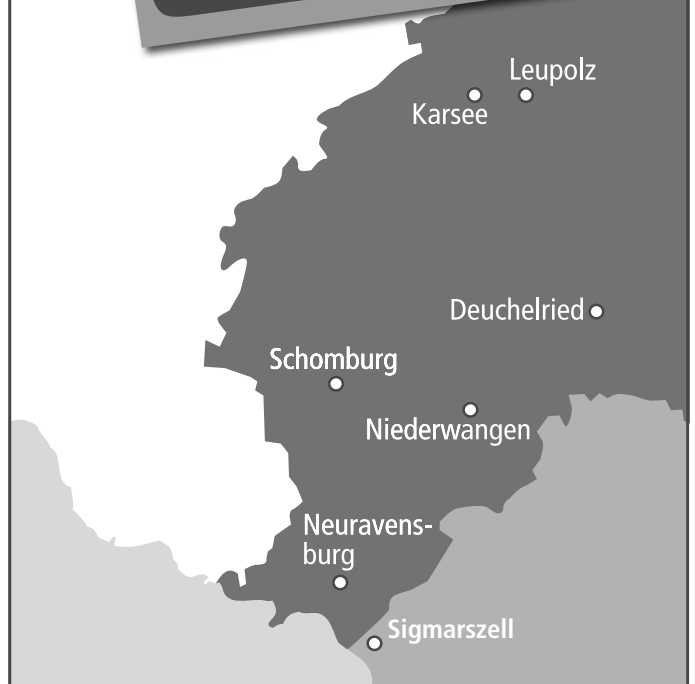 Leupolz
Karsee
Deuchelried
Schomburg
Niederwangen
Neuravens-
burg
Sigmarszell